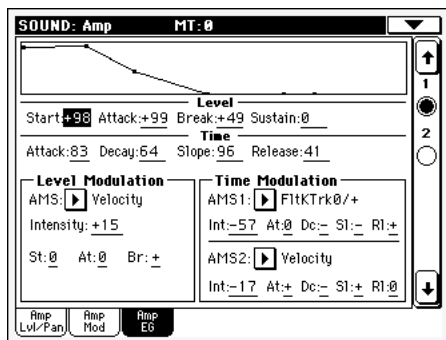 SOUND: Amp MT:0
Level
Start:+98 Attack:+99 Break:+49 Sustain:0
Time
Attack:83 Decay:64 Slope:96 Release:41
Level Modulation
AMS: Velocity
Intensity:+15
St:0 At:0 Br:+
Time Modulation
AMS1: FltKTrk0/+
Int:-57 At:0 Dc:- Sl:- Rl:+
AMS2: Velocity
Int:-17 At:+ Dc:- Sl:+ Rl:0
1
2
Amp Lvl/Pan
Amp Mod
Amp EG